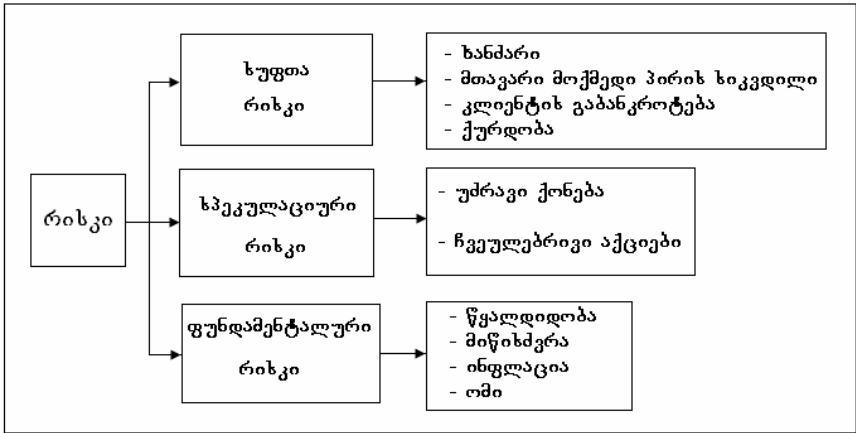 რისკი
სუფთა
რისკი
- ხანძარი
- მთავარი მოქმედი პირის სიკვდილი
- კლიენტის გაბანკროტება
- ქურდობა
სპეკულაციური
რისკი
- უძრავი ქონება
- ჩვეულებრივი აქციები
ფუნდამენტალური
რისკი
- წყალდიდობა
- მიწისძვრა
- ინფლაცია
- ომი